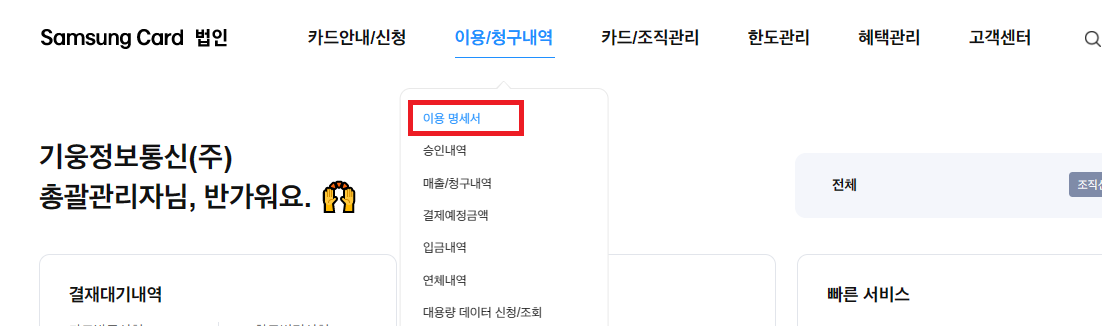 Samsung Card 법인 카드안내/신청 이용/청구내역 카드/조직관리 한도관리 혜택관리 고객센터
이용 명세서
승인내역
매출/청구내역
결제예정금액
입금내역
연체내역
대용량 데이터 신청/조회
기웅정보통신(주)
총괄관리자님, 반가워요.
전체
결재대기내역
빠른 서비스